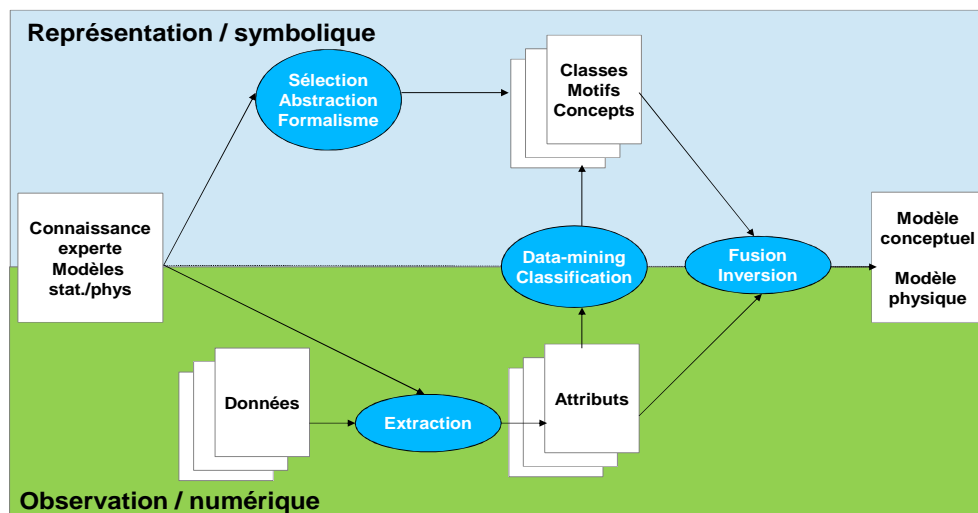 Représentation / symbolique
Sélection
Abstraction
Formalisme
Classes
Motifs
Concepts
Connaissance
experte
Modèles
stat./phys
Data-mining
Classification
Fusion
Inversion
Modèle
conceptuel
Modèle
physique
Données
Extraction
Attributs
Observation / numérique